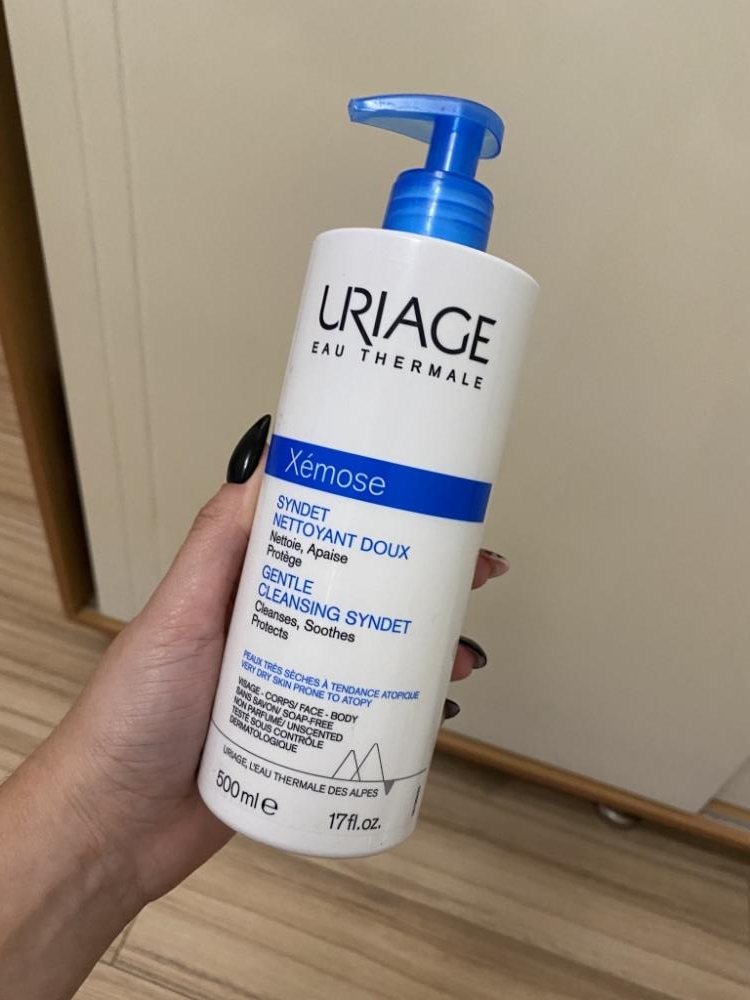 URIAGE
EAU THERMALE
Xémose
SYNDET
NETTOYANT DOUX
Nettoie, Apaise
Protège
GENTLE
CLEANSING SYNDET
Cleanses, Soothes
Protects
PEAUX TRÈS SÈCHES À TENDANCE ATOPIQUE
VERY DRY SKIN PRONE TO ATOPY
VISAGE - CORPS/ FACE - BODY
SANS SAVON/ SOAP-FREE
NON PARFUMÉ/ UNSCENTED
TESTÉ SOUS CONTRÔLE
DERMATOLOGIQUE
URIAGE, L'EAU THERMALE DES ALPES
500 ml e
17fl.oz.